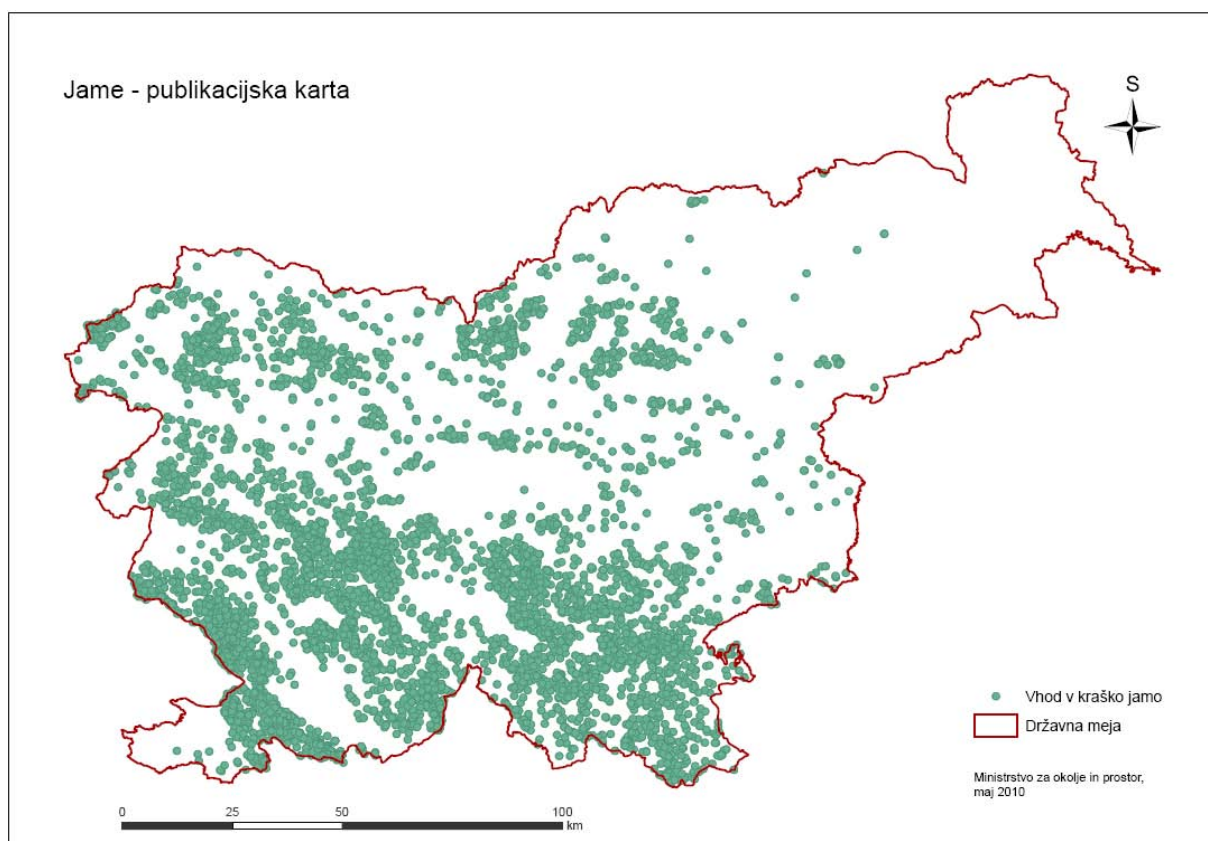 Jame - publikacijska karta
S
Vhod v kraško jamo
Državna meja
Ministrstvo za okolje in prostor,
maj 2010
0 25 50 100
km